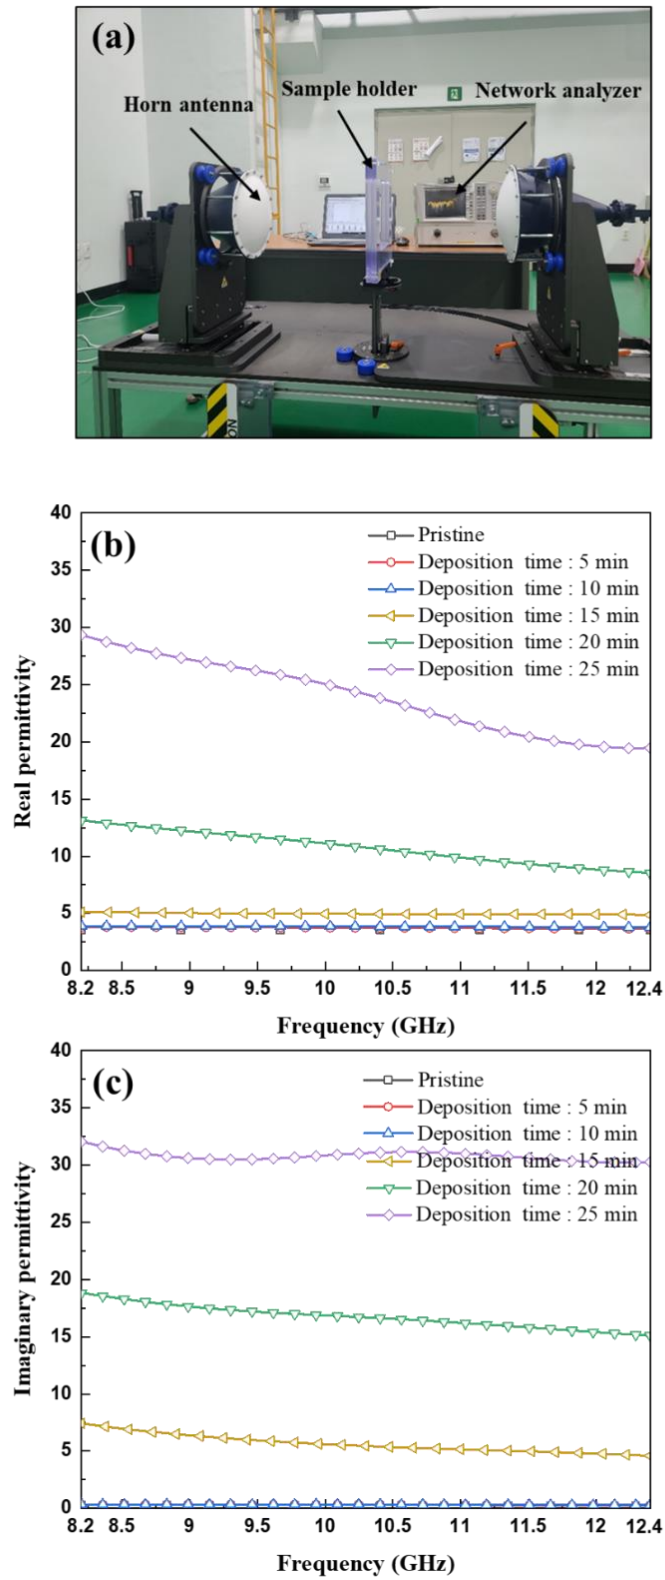 (a)
Sample holder
Network analyzer
Horn antenna
NO
(b)
Pristine
Deposition time : 5 min
Deposition time : 10 min
Deposition time : 15 min
Deposition time : 20 min
Deposition time : 25 min
Real permittivity
40
35
30
25
20
15
10
5
0
8.2 8.5 9 9.5 10 10.5 11 11.5 12 12.4
Frequency (GHz)
(c)
Pristine
Deposition time : 5 min
Deposition time : 10 min
Deposition time : 15 min
Deposition time : 20 min
Deposition time : 25 min
Imaginary permittivity
40
35
30
25
20
15
10
5
0
8.2 8.5 9 9.5 10 10.5 11 11.5 12 12.4
Frequency (GHz)